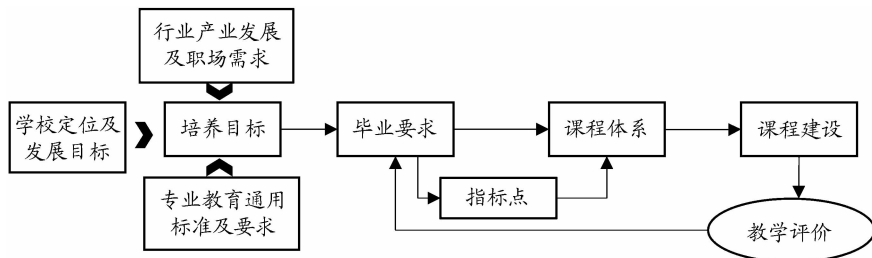 行业产业发展
及职场需求
学校定位及
发展目标
培养目标
毕业要求
课程体系
课程建设
专业教育通用
标准及要求
指标点
教学评价